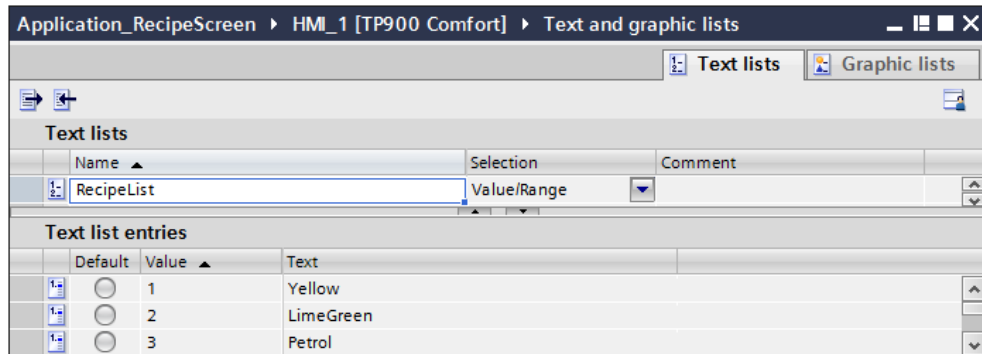 Application_RecipeScreen ▸ HMI_1 [TP900 Comfort] ▸ Text and graphic lists
Text lists Graphic lists
Text lists
Name Selection Comment
RecipeList Value/Range
Text list entries
Default Value Text
1 Yellow
2 LimeGreen
3 Petrol